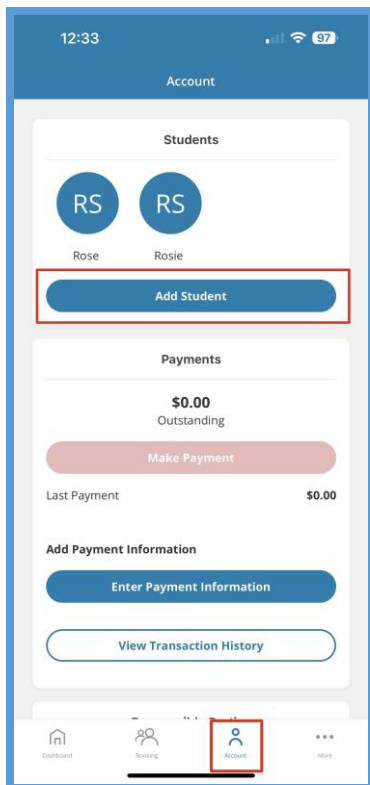 12:33 97
Account
Students
RS RS
Rose Rosie
Add Student
Payments
$0.00
Outstanding
Make Payment
Last Payment $0.00
Add Payment Information
Enter Payment Information
View Transaction History
Dashboard Booking Account More